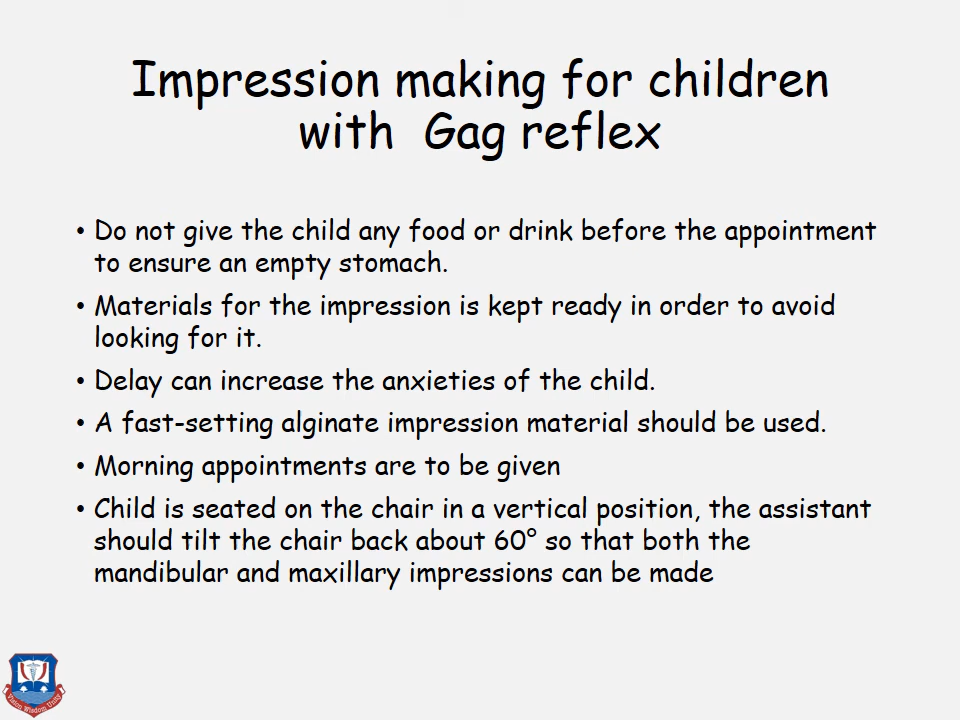 Impression making for children
with Gag reflex
• Do not give the child any food or drink before the appointment
to ensure an empty stomach.
• Materials for the impression is kept ready in order to avoid
looking for it.
• Delay can increase the anxieties of the child.
• A fast-setting alginate impression material should be used.
• Morning appointments are to be given
• Child is seated on the chair in a vertical position, the assistant
should tilt the chair back about 60° so that both the
mandibular and maxillary impressions can be made
Vision Wisdom Unity